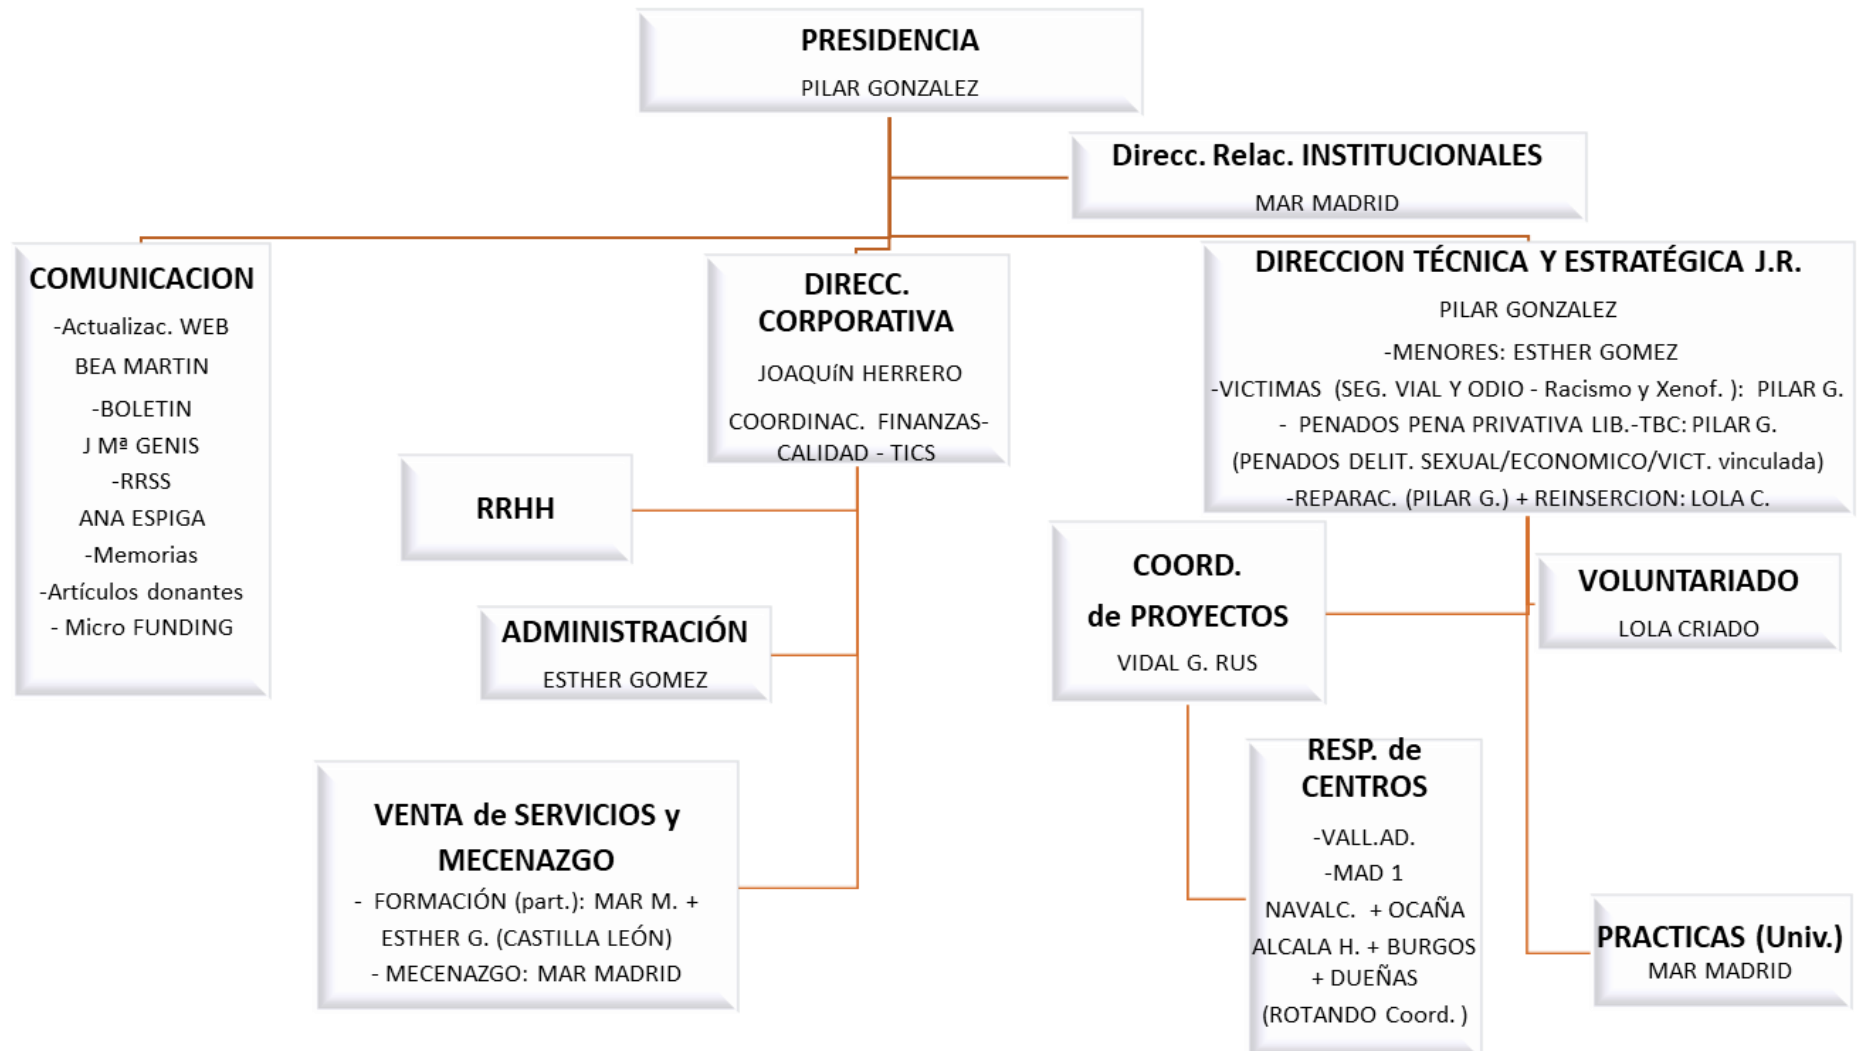 PRESIDENCIA
PILAR GONZALEZ
Direcc. Relac. INSTITUCIONALES
MAR MADRID
COMUNICACION
-Actualizac. WEB
BEA MARTIN
-BOLETIN
J Mª GENIS
-RRSS
ANA ESPIGA
-Memorias
-Artículos donantes
- Micro FUNDING
DIRECC.
CORPORATIVA
JOAQUíN HERRERO
COORDINAC. FINANZAS-
CALIDAD - TICS
DIRECCION TÉCNICA Y ESTRATÉGICA J.R.
PILAR GONZALEZ
-MENORES: ESTHER GOMEZ
-VICTIMAS (SEG. VIAL Y ODIO - Racismo y Xenof. ): PILAR G.
- PENADOS PENA PRIVATIVA LIB.-TBC: PILAR G.
(PENADOS DELIT. SEXUAL/ECONOMICO/VICT. vinculada)
-REPARAC. (PILAR G.) + REINSERCION: LOLA C.
RRHH
ADMINISTRACIÓN
ESTHER GOMEZ
VENTA de SERVICIOS y
MECENAZGO
- FORMACIÓN (part.): MAR M. +
ESTHER G. (CASTILLA LEÓN)
- MECENAZGO: MAR MADRID
COORD.
de PROYECTOS
VIDAL G. RUS
VOLUNTARIADO
LOLA CRIADO
RESP. de
CENTROS
-VALL.AD.
-MAD 1
NAVALC. + OCAÑA
ALCALA H. + BURGOS
+ DUEÑAS
(ROTANDO Coord. )
PRACTICAS (Univ.)
MAR MADRID